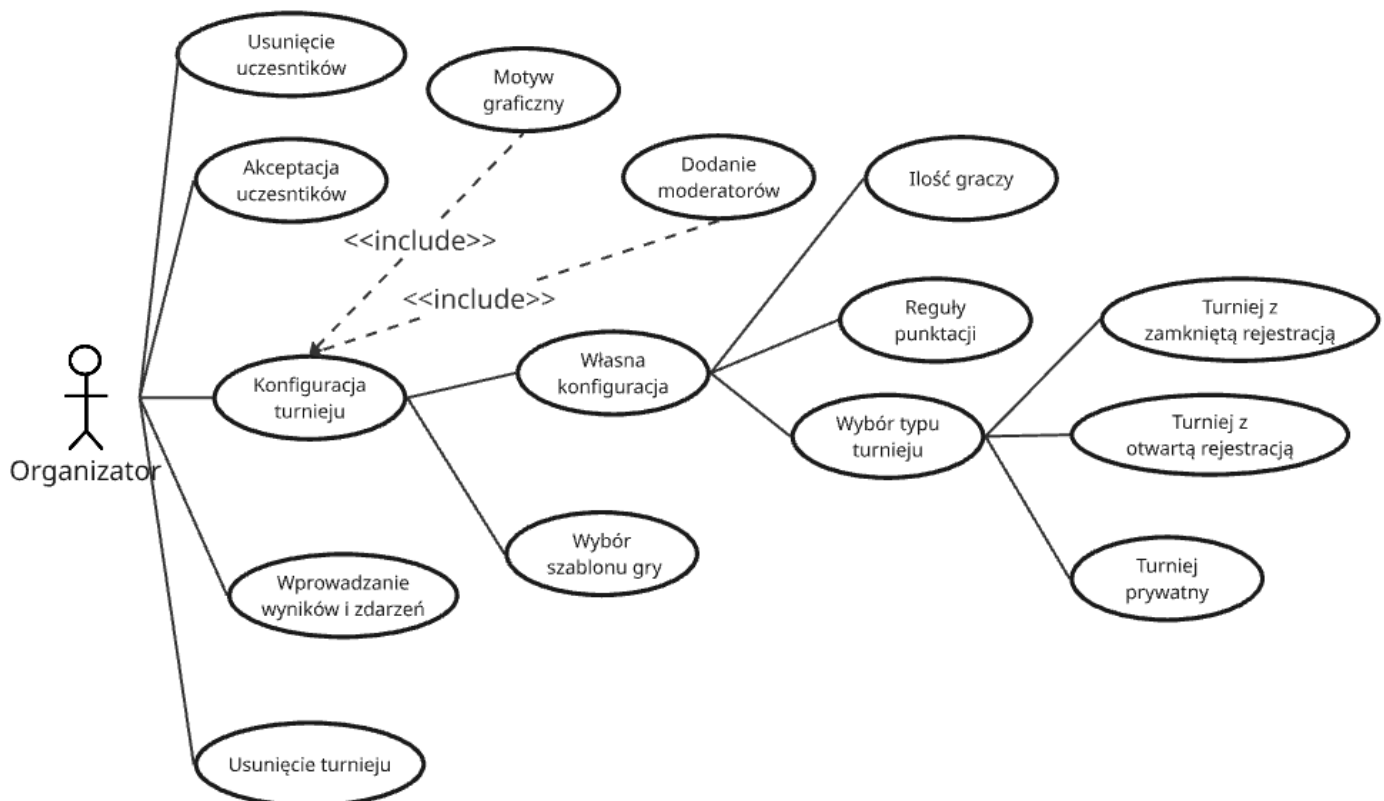 Usunięcie
uczesntików
Motyw
graficzny
Akceptacja
uczesntików
Dodanie
moderatorów
Ilość graczy
<<include>>
<<include>>
Reguły
punktacji
Turniej z
zamkniętą rejestracją
Organizator
Konfiguracja
turnieju
Własna
konfiguracja
Wybór typu
turnieju
Turniej z
otwartą rejestracją
Wybór
szablonu gry
Turniej
prywatny
Wprowadzanie
wyników i zdarzeń
Usunięcie turnieju